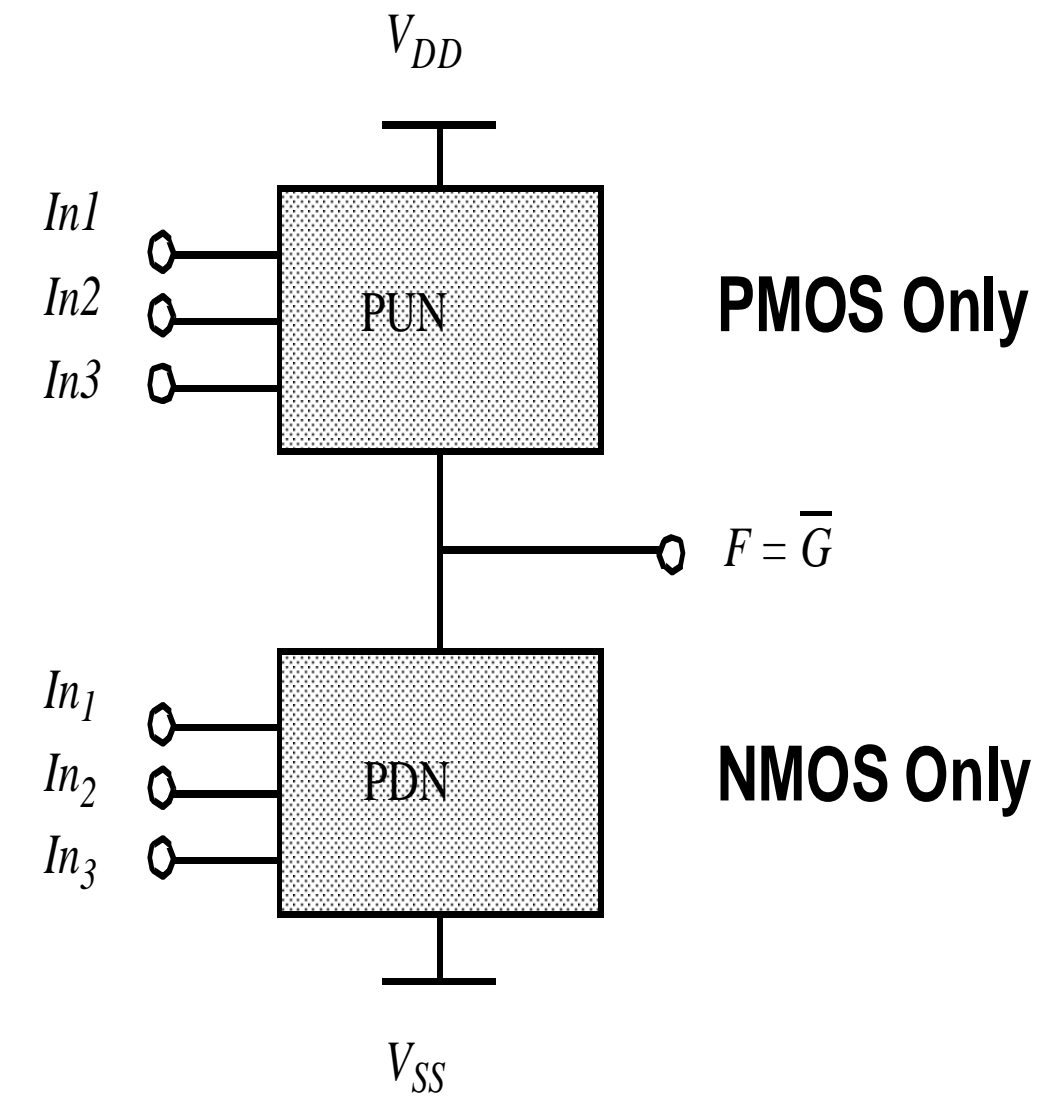 V_DD
In1
In2
In3
PUN
PMOS Only
F = G̅
In_1
In_2
In_3
PDN
NMOS Only
V_SS